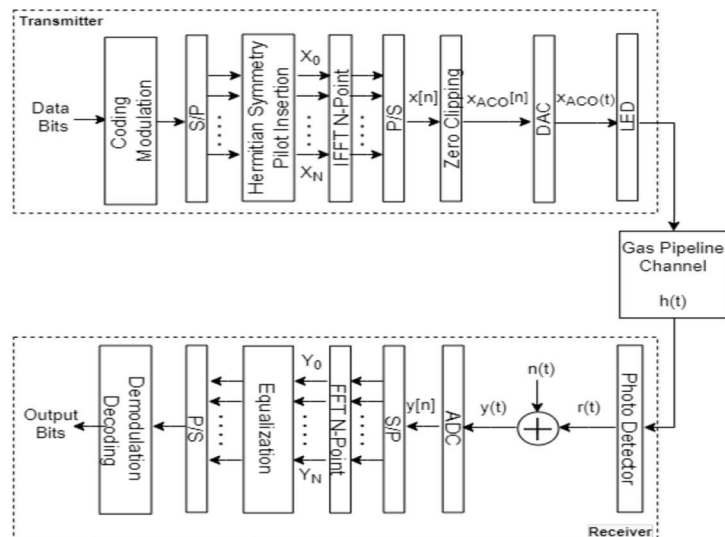 Transmitter
Data
Bits
Coding
Modulation
S/P
Hermitian Symmetry
Pilot Insertion
X0
XN
IFFT N-Point
P/S
x[n]
Zero Clipping
xACO[n]
DAC
xACO(t)
LED
Gas Pipeline
Channel
h(t)
Photo Detector
r(t)
n(t)
y(t)
ADC
y[n]
S/P
FFT N-Point
Y0
YN
Equalization
P/S
Demodulation
Decoding
Output
Bits
Receiver